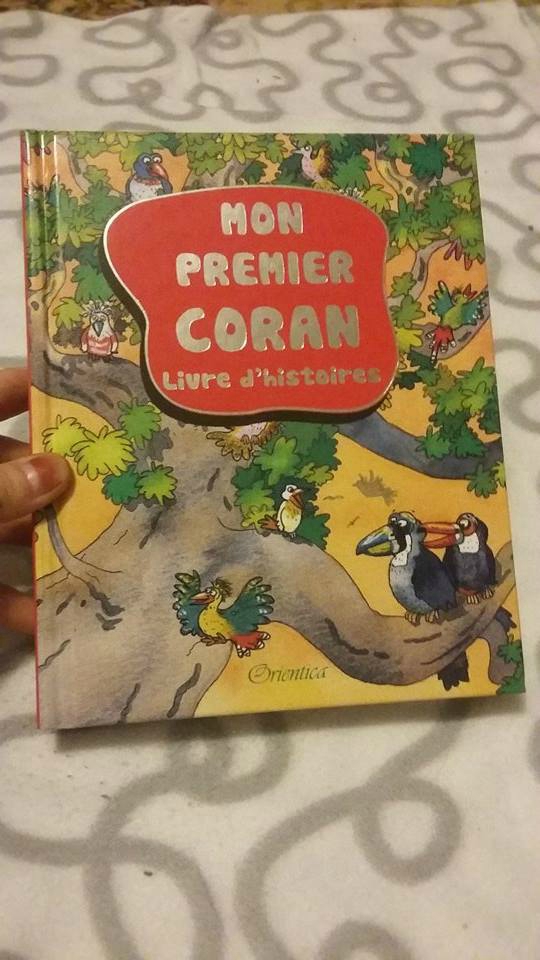 MON
PREMIER
CORAN
Livre d'histoires
Orientica